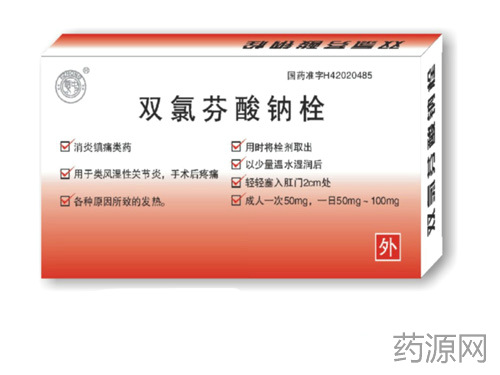 双氯芬酸钠栓
国药准字H42020485
双氯芬酸钠栓
消炎镇痛类药
用于类风湿性关节炎，手术后疼痛
各种原因所致的发热。
用时将栓剂取出
以少量温水湿润后
轻轻塞入肛门2cm处
成人一次50mg，一日50mg～100mg
外
双氯芬酸钠栓
药源网